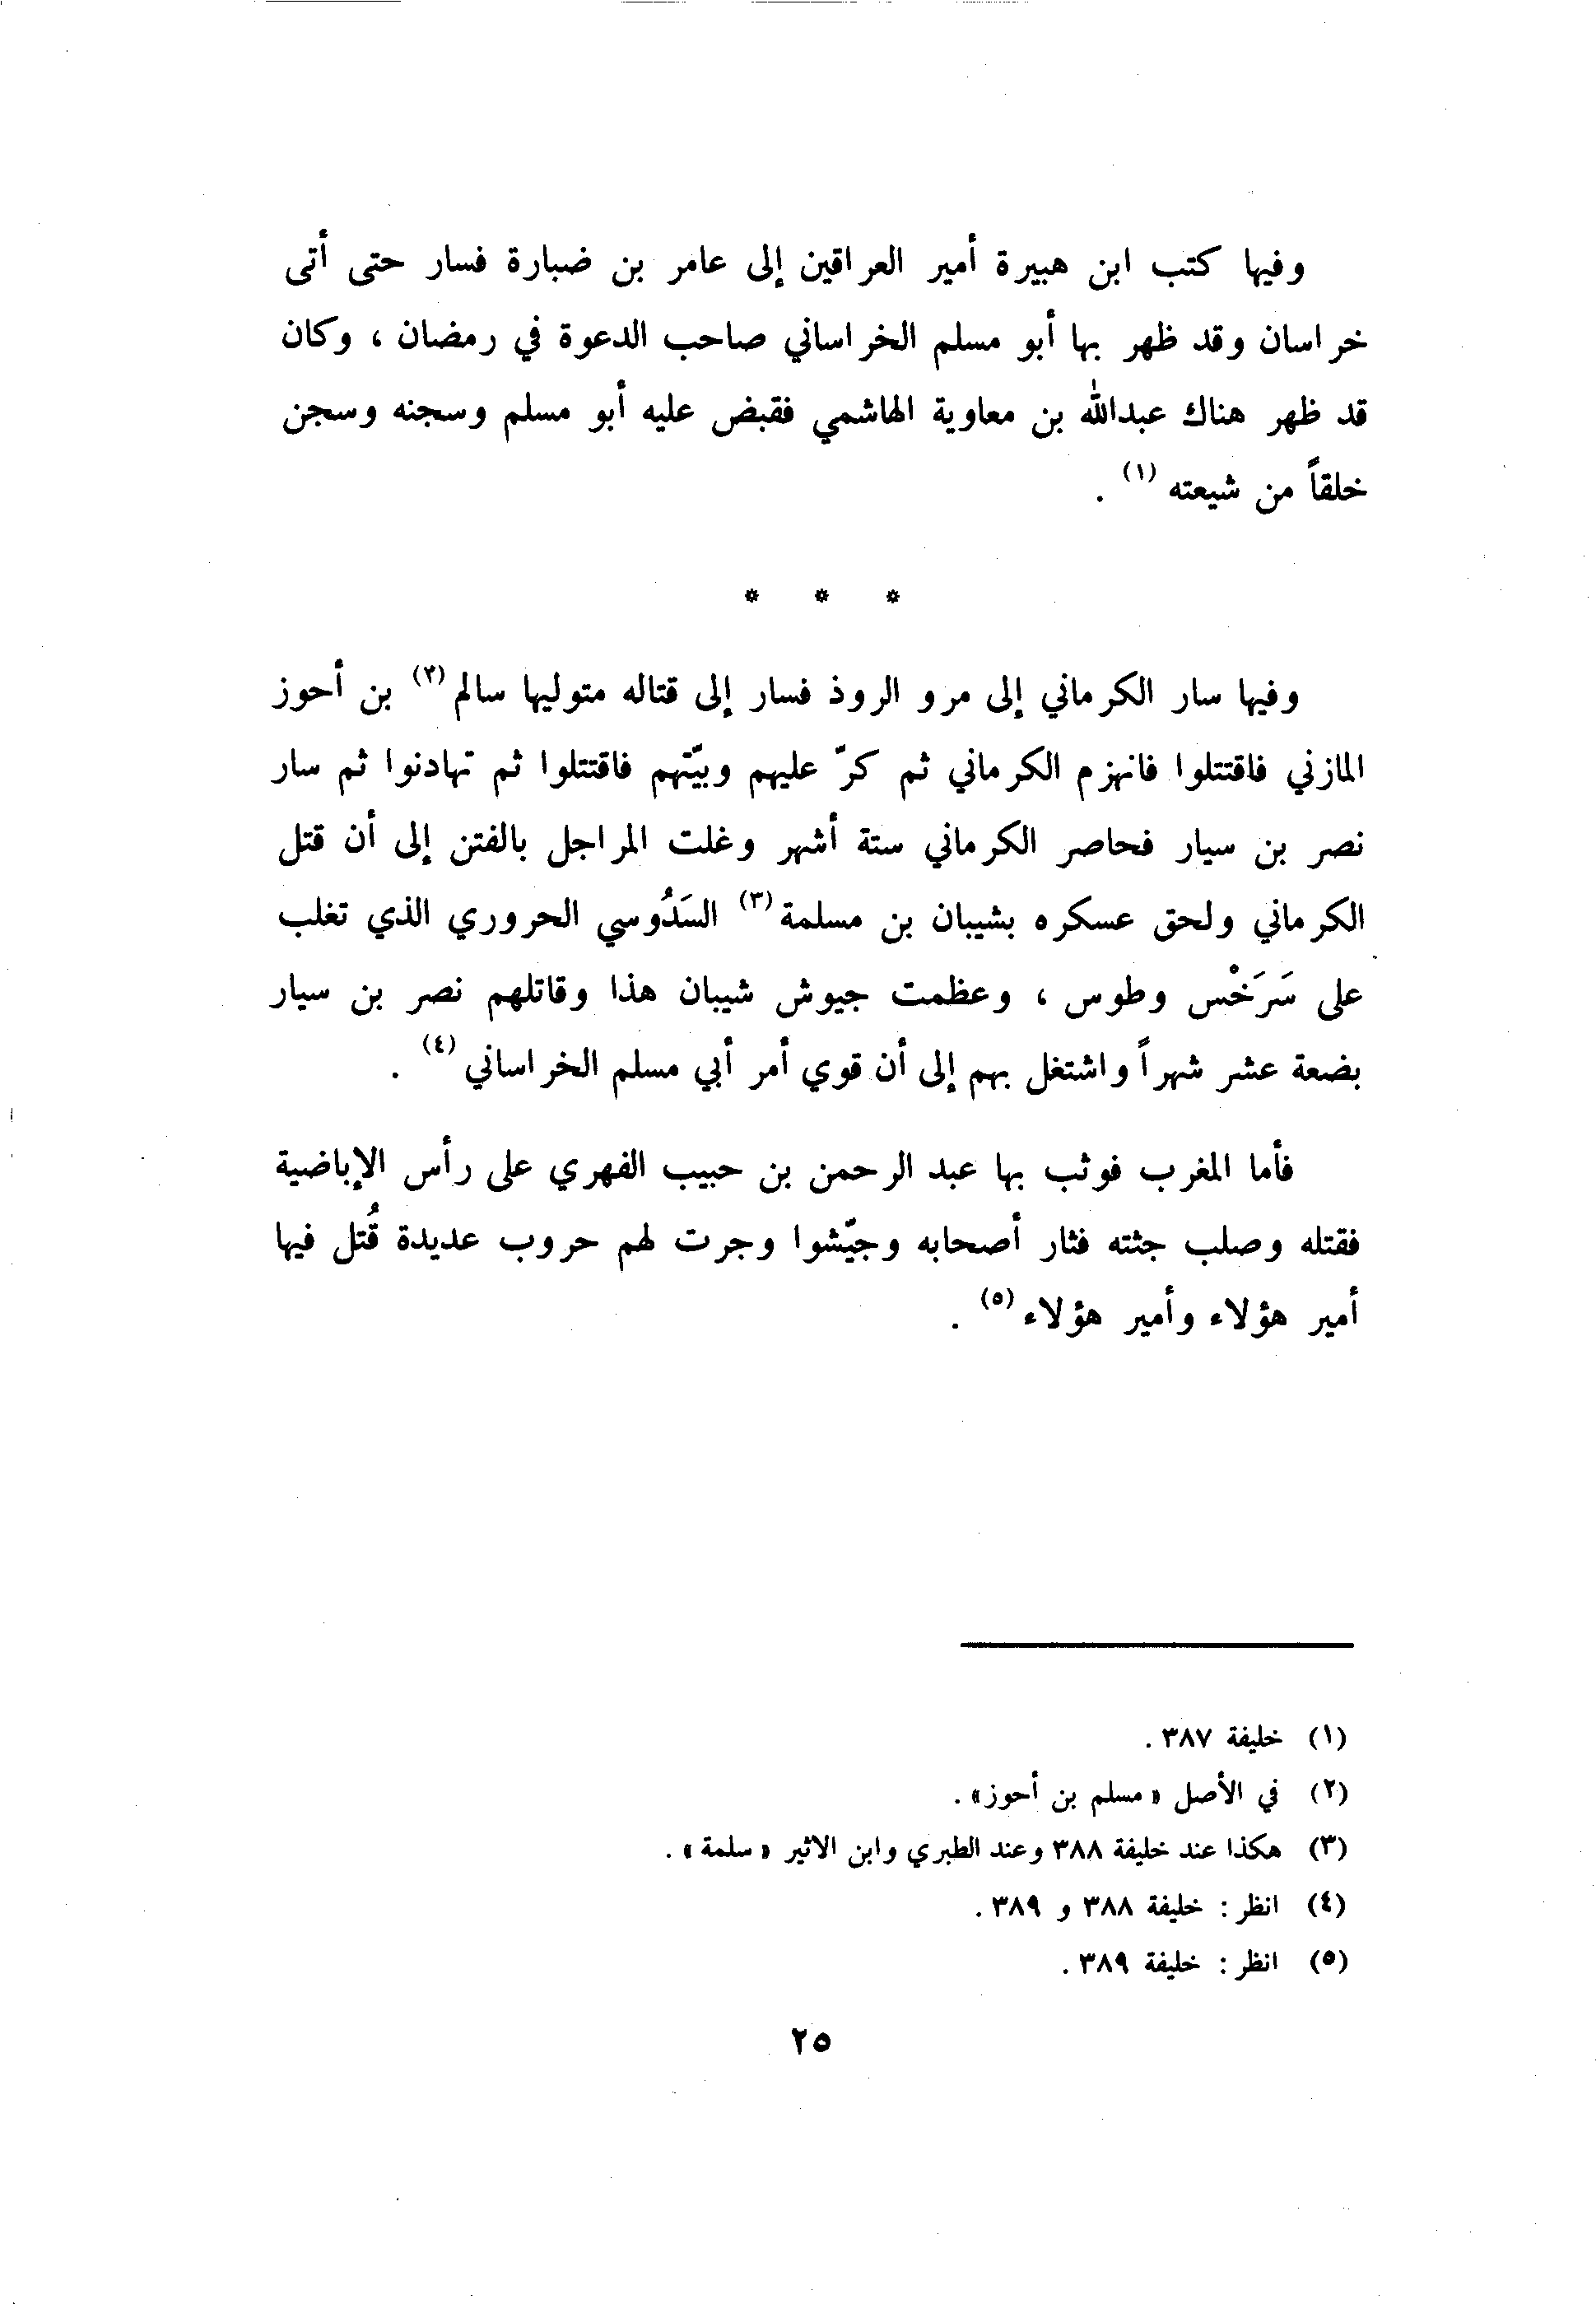 وفيها كتب ابن هبيرة أمير العراقين إلى عامر بن ضبارة فسار حتى أتى
خراسان وقد ظهر بها أبو مسلم الخراساني صاحب الدعوة في رمضان ، وكان
قد ظهر هناك عبدالله بن معاوية الهاشمي فقبض عليه أبو مسلم وسجنه وسجن
خلقاً من شيعته (١) .
* * *
وفيها سار الكرماني إلى مرو الروذ فسار إلى قتاله متوليها سالم (٢) بن أحوز
المازني فاقتتلوا فانهزم الكرماني ثم كرّ عليهم وبيّتهم فاقتتلوا ثم تهادنوا ثم سار
نصر بن سيار فحاصر الكرماني ستة أشهر وغلت المراجل بالفتن إلى أن قتل
الكرماني ولحق عسكره بشيبان بن مسلمة (٣) السَدُوسي الحروري الذي تغلب
على سَرَخْس وطوس ، وعظمت جيوش شيبان هذا وقاتلهم نصر بن سيار
بضعة عشر شهراً واشتغل بهم إلى أن قوي أمر أبي مسلم الخراساني (٤) .
فأما المغرب فوثب بها عبد الرحمن بن حبيب الفهري على رأس الإباضية
فقتله وصلب جثته فثار أصحابه وجيّشوا وجرت لهم حروب عديدة قُتل فيها
أمير هؤلاء وأمير هؤلاء (٥) .
(١) خليفة ٣٨٧ .
(٢) في الأصل « مسلم بن أحوز» .
(٣) هكذا عند خليفة ٣٨٨ وعند الطبري وابن الاثير « سلمة » .
(٤) انظر : خليفة ٣٨٨ و ٣٨٩ .
(٥) انظر : خليفة ٣٨٩ .
٢٥